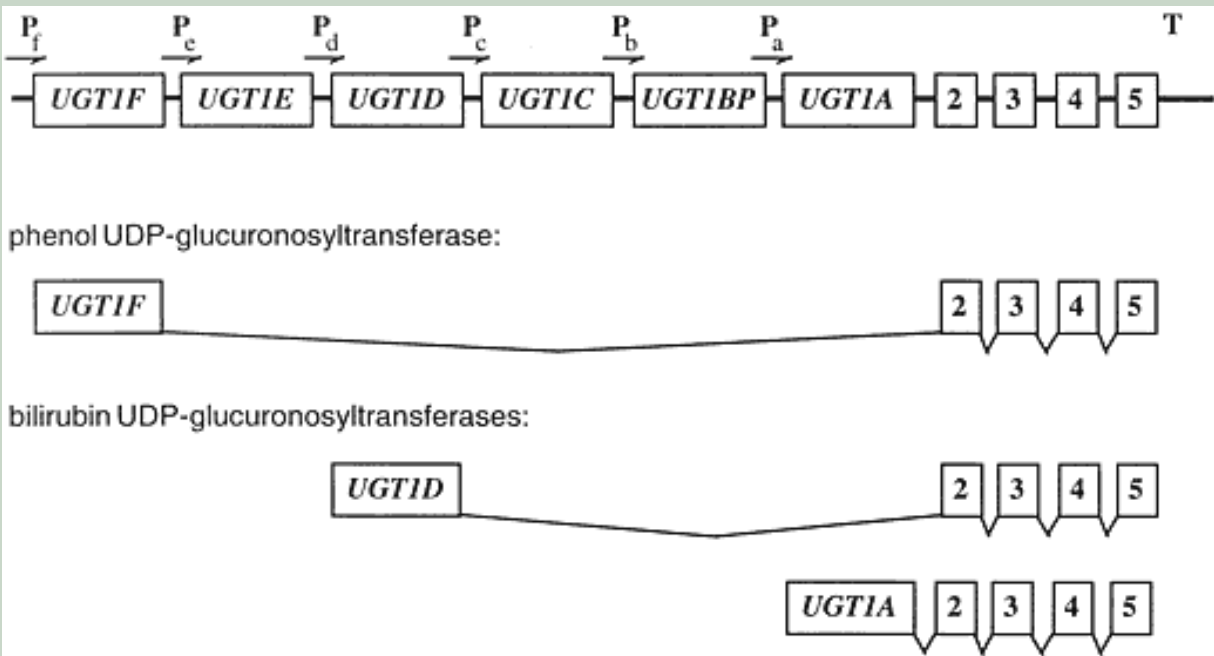 Pf Pe Pd Pc Pb Pa T
UGT1F UGT1E UGT1D UGT1C UGT1BP UGT1A 2 3 4 5
phenol UDP-glucuronosyltransferase:
UGT1F 2 3 4 5
bilirubin UDP-glucuronosyltransferases:
UGT1D 2 3 4 5
UGT1A 2 3 4 5